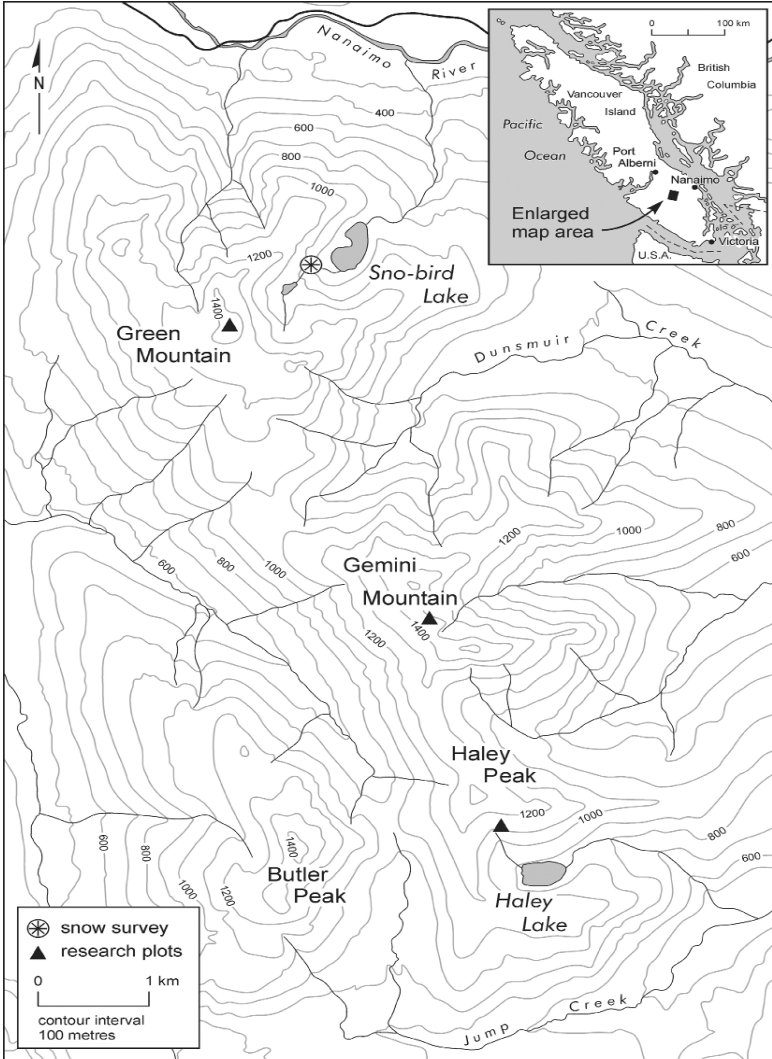 Nanaimo
River
N
400
600
800
1000
1200
1400
Sno-bird
Lake
Green
Mountain
Dunsmuir
Creek
0 100 km
British
Columbia
Vancouver
Island
Pacific
Ocean
Port
Alberni
Nanaimo
Enlarged
map area
Victoria
U.S.A.
1200
1000
800
600
600
800
1000
Gemini
Mountain
1400
1200
Haley
Peak
1200
1000
800
600
600
800
1000
1200
1400
Butler
Peak
Haley
Lake
snow survey
research plots
0 1 km
contour interval
100 metres
Jump
Creek